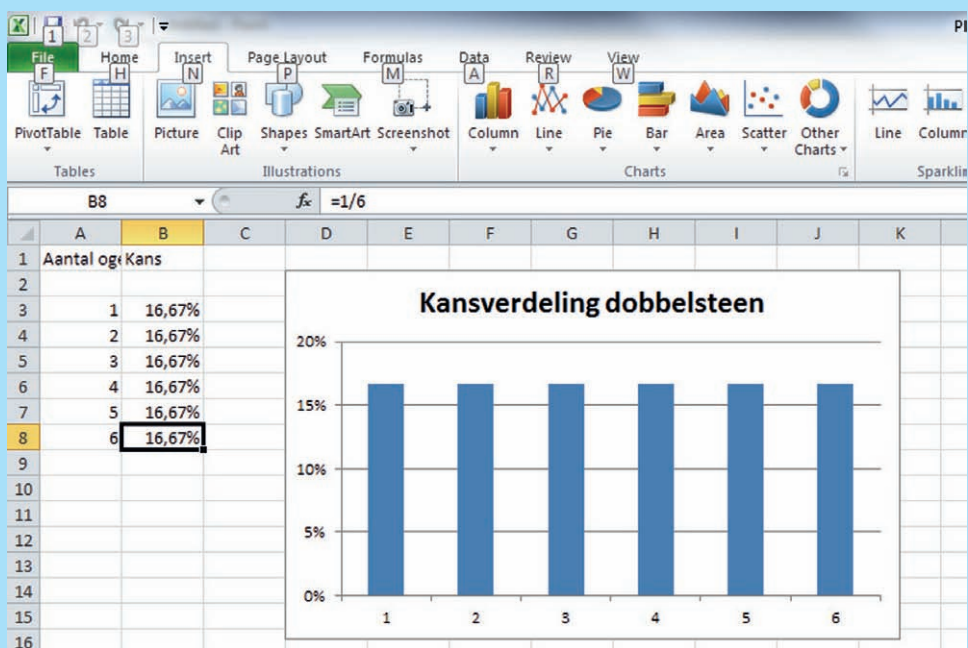 1 2 3 PI
File Home Insert Page Layout Formulas Data Review View
F H N P M A R W
PivotTable Table Picture Clip Art Shapes SmartArt Screenshot Column Line Pie Bar Area Scatter Other Charts Line Column
Tables Illustrations Charts Sparklin
B8 fx =1/6
A B C D E F G H I J K
1 Aantal oge Kans
2
3 1 16,67%
4 2 16,67%
5 3 16,67%
6 4 16,67%
7 5 16,67%
8 6 16,67%
9
10
11
12
13
14
15
16
Kansverdeling dobbelsteen
20%
15%
10%
5%
0%
1 2 3 4 5 6